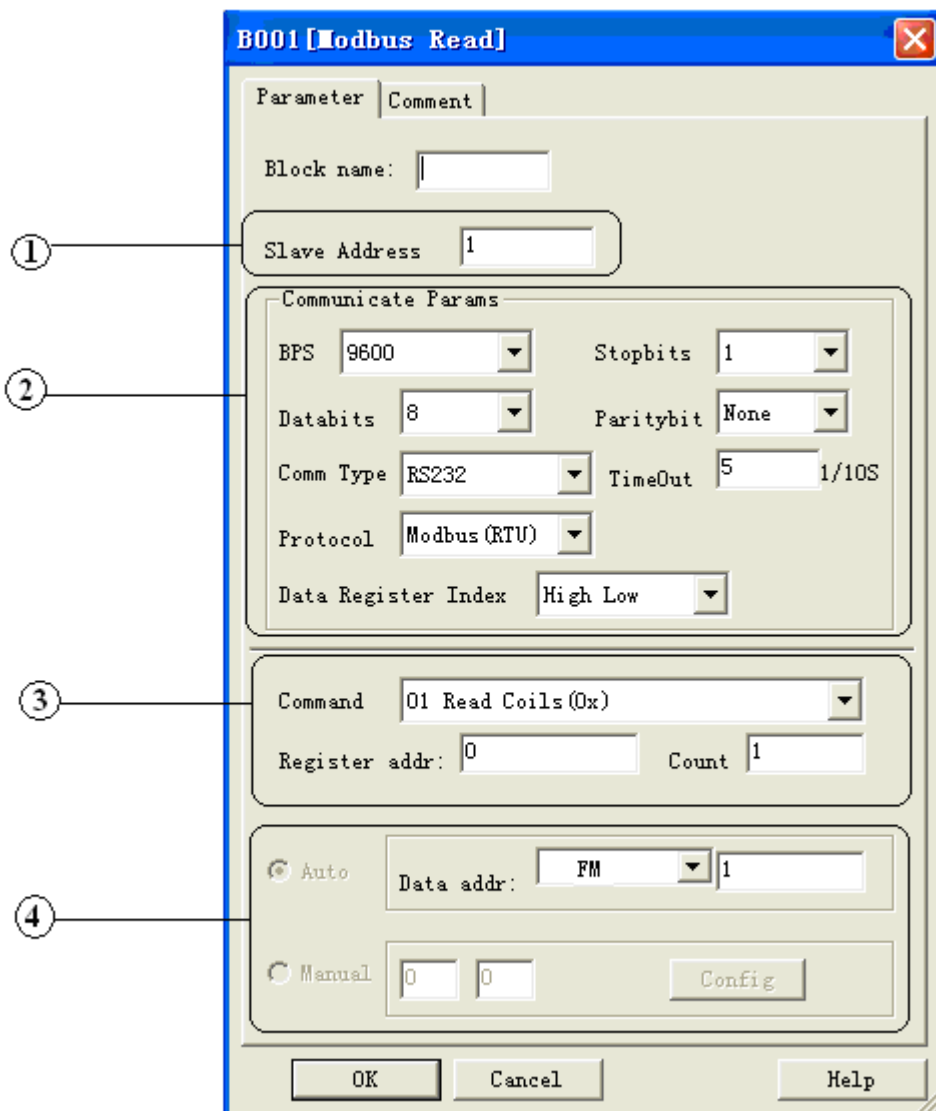 B001[Modbus Read]
Parameter Comment
Block name:
1 Slave Address 1
Communicate Params
BPS 9600 Stopbits 1
2
Databits 8 Paritybit None
Comm Type RS232 TimeOut 5 1/10S
Protocol Modbus(RTU)
Data Register Index High Low
3 Command 01 Read Coils(0x)
Register addr: 0 Count 1
Auto Data addr: FM 1
4
Manual 0 0 Config
OK Cancel Help